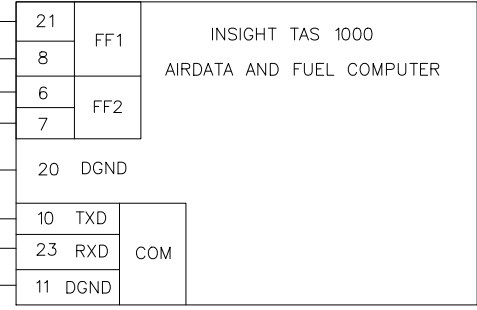 INSIGHT TAS 1000
AIRDATA AND FUEL COMPUTER
21
FF1
8
6
FF2
7
20 DGND
10 TXD
23 RXD
COM
11 DGND